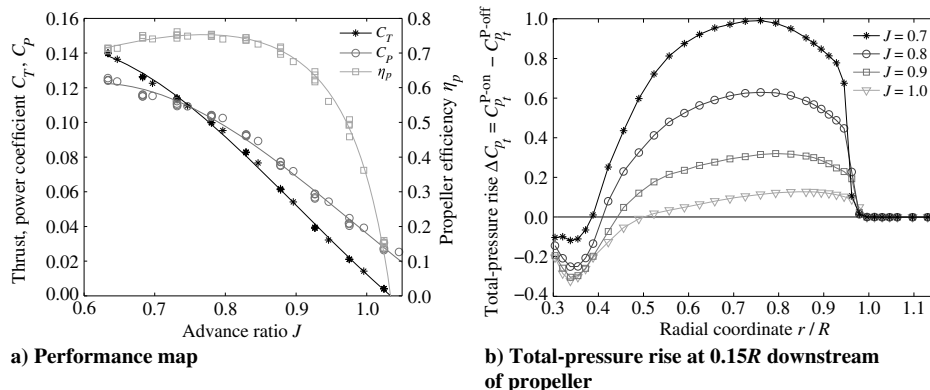 Thrust, power coefficient C_T, C_P
0.16
0.14
0.12
0.10
0.08
0.06
0.04
0.02
0.00
0.6
0.7
0.8
0.9
1.0
Advance ratio J
0.8
0.7
0.6
0.5
0.4
0.3
0.2
0.1
0.0
Propeller efficiency η_p
C_T
C_P
η_p
a) Performance map
Total-pressure rise ΔC_{p_t} = C_{p_t}^{P-on} − C_{p_t}^{P-off}
1.0
0.8
0.6
0.4
0.2
0.0
−0.2
−0.4
0.3
0.4
0.5
0.6
0.7
0.8
0.9
1.0
1.1
Radial coordinate r / R
J = 0.7
J = 0.8
J = 0.9
J = 1.0
b) Total-pressure rise at 0.15R downstream
of propeller